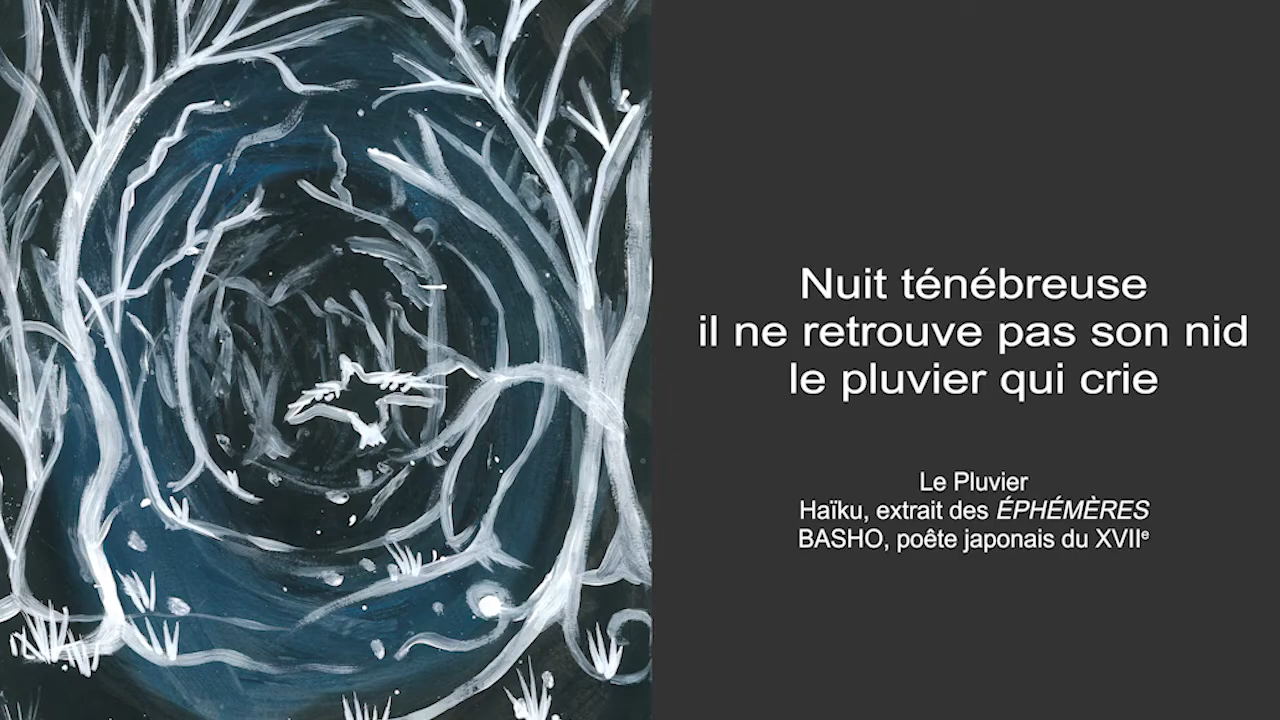 Nuit ténébreuse
il ne retrouve pas son nid
le pluvier qui crie
Le Pluvier
Haïku, extrait des ÉPHÉMÈRES
BASHO, poête japonais du XVIIᵉ